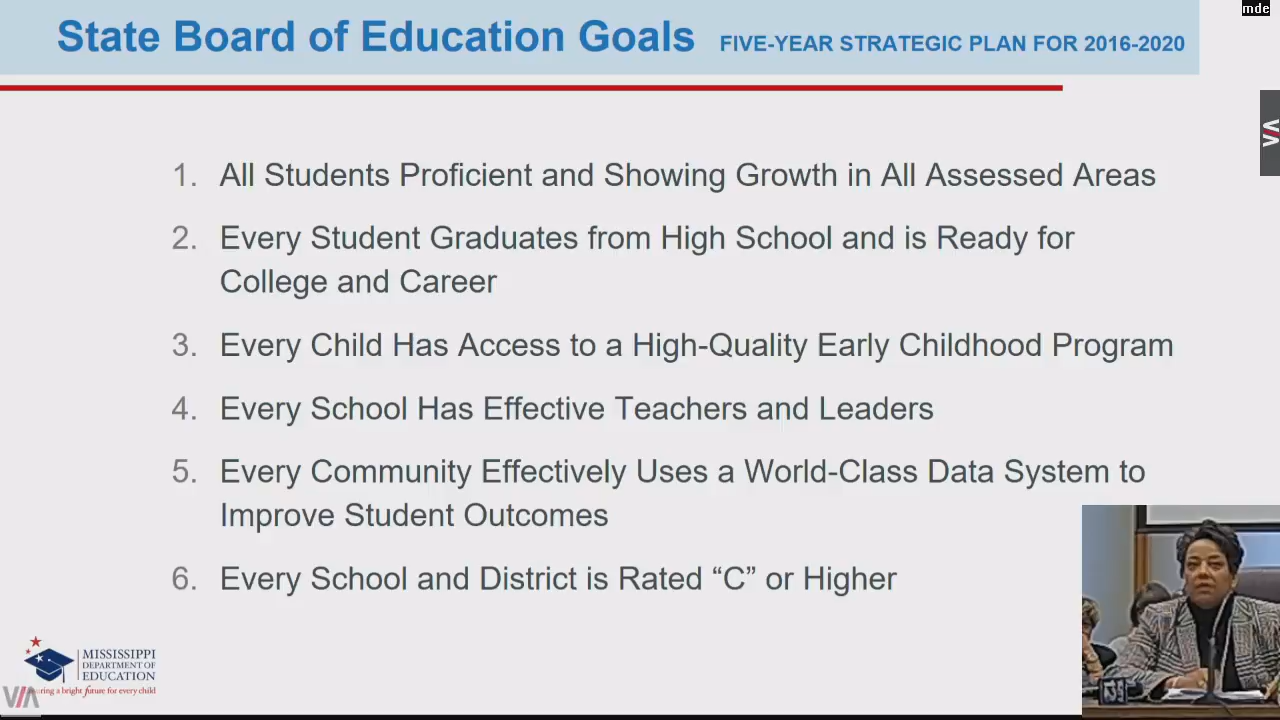 mde
State Board of Education Goals FIVE-YEAR STRATEGIC PLAN FOR 2016-2020
1. All Students Proficient and Showing Growth in All Assessed Areas
2. Every Student Graduates from High School and is Ready for
College and Career
3. Every Child Has Access to a High-Quality Early Childhood Program
4. Every School Has Effective Teachers and Leaders
5. Every Community Effectively Uses a World-Class Data System to
Improve Student Outcomes
6. Every School and District is Rated “C” or Higher
MISSISSIPPI
DEPARTMENT OF
EDUCATION
a bright future for every child
VIA
VIA